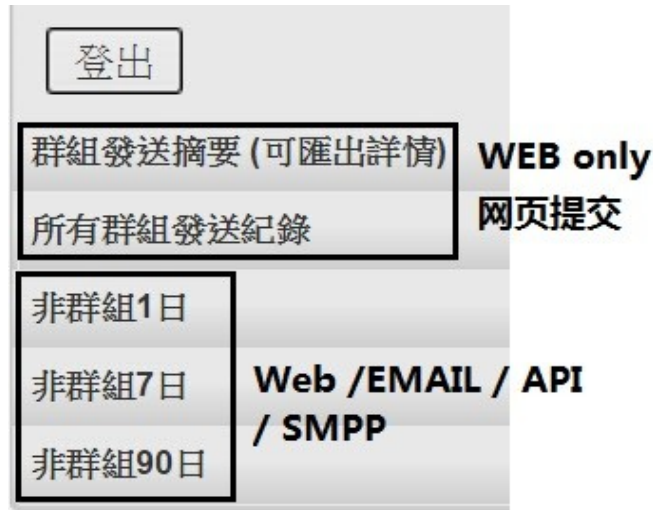 登出
群組發送摘要 (可匯出詳情)
WEB only
网页提交
所有群組發送紀錄
非群組1日
非群組7日
非群組90日
Web /EMAIL / API
/ SMPP